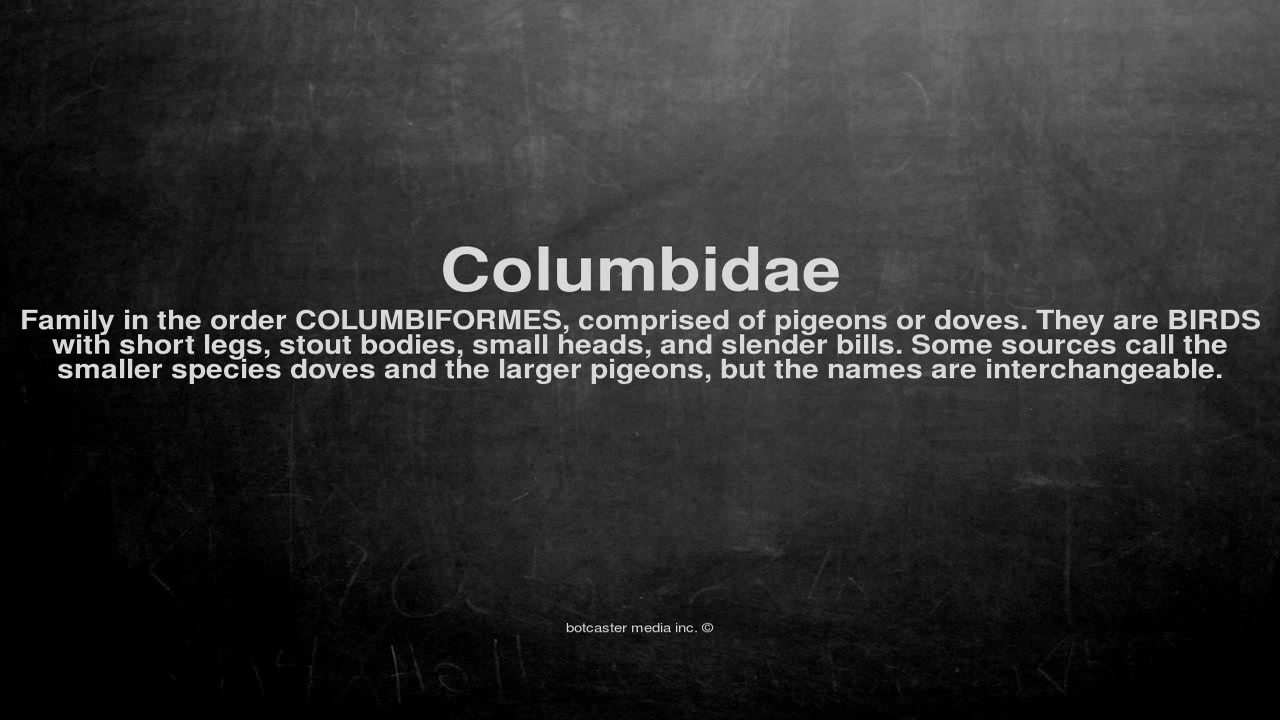 Columbidae
Family in the order COLUMBIFORMES, comprised of pigeons or doves. They are BIRDS
with short legs, stout bodies, small heads, and slender bills. Some sources call the
smaller species doves and the larger pigeons, but the names are interchangeable.
botcaster media inc. ©